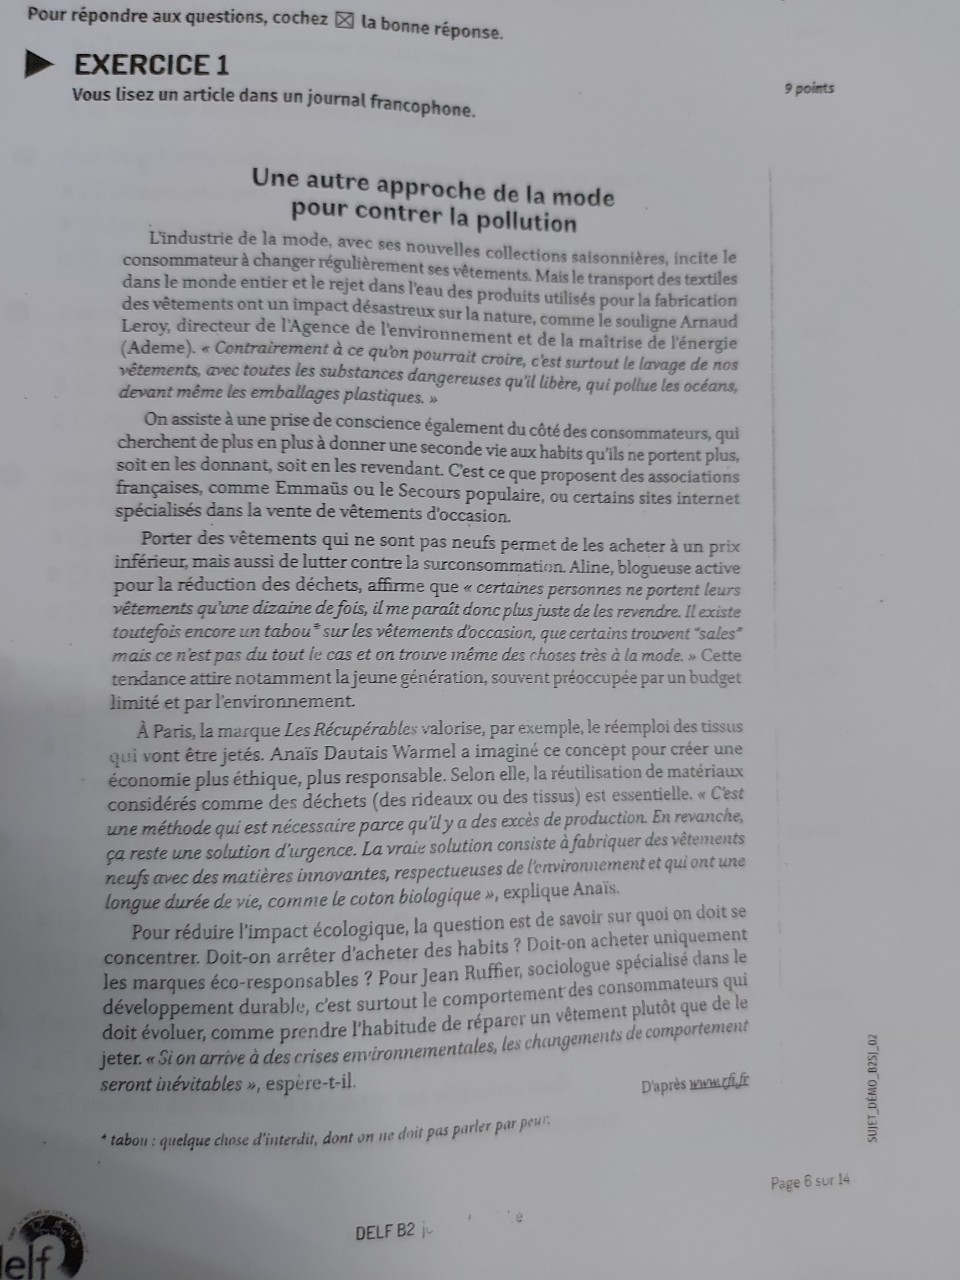 Pour répondre aux questions, cochez ☒ la bonne réponse.
▶ EXERCICE 1
9 points
Vous lisez un article dans un journal francophone.
Une autre approche de la mode
pour contrer la pollution
L'industrie de la mode, avec ses nouvelles collections saisonnières, incite le
consommateur à changer régulièrement ses vêtements. Mais le transport des textiles
dans le monde entier et le rejet dans l'eau des produits utilisés pour la fabrication
des vêtements ont un impact désastreux sur la nature, comme le souligne Arnaud
Leroy, directeur de l'Agence de l'environnement et de la maîtrise de l'énergie
(Ademe). « Contrairement à ce qu'on pourrait croire, c'est surtout le lavage de nos
vêtements, avec toutes les substances dangereuses qu'il libère, qui pollue les océans,
devant même les emballages plastiques. »
On assiste à une prise de conscience également du côté des consommateurs, qui
cherchent de plus en plus à donner une seconde vie aux habits qu'ils ne portent plus,
soit en les donnant, soit en les revendant. C'est ce que proposent des associations
françaises, comme Emmaüs ou le Secours populaire, ou certains sites internet
spécialisés dans la vente de vêtements d'occasion.
Porter des vêtements qui ne sont pas neufs permet de les acheter à un prix
inférieur, mais aussi de lutter contre la surconsommation. Aline, blogueuse active
pour la réduction des déchets, affirme que « certaines personnes ne portent leurs
vêtements qu'une dizaine de fois, il me paraît donc plus juste de les revendre. Il existe
toutefois encore un tabou* sur les vêtements d'occasion, que certains trouvent "sales"
mais ce n'est pas du tout le cas et on trouve même des choses très à la mode. » Cette
tendance attire notamment la jeune génération, souvent préoccupée par un budget
limité et par l'environnement.
À Paris, la marque Les Récupérables valorise, par exemple, le réemploi des tissus
qui vont être jetés. Anaïs Dautais Warmel a imaginé ce concept pour créer une
économie plus éthique, plus responsable. Selon elle, la réutilisation de matériaux
considérés comme des déchets (des rideaux ou des tissus) est essentielle. « C'est
une méthode qui est nécessaire parce qu'il y a des excès de production. En revanche,
ça reste une solution d'urgence. La vraie solution consiste à fabriquer des vêtements
neufs avec des matières innovantes, respectueuses de l'environnement et qui ont une
longue durée de vie, comme le coton biologique », explique Anaïs.
Pour réduire l'impact écologique, la question est de savoir sur quoi on doit se
concentrer. Doit-on arrêter d'acheter des habits ? Doit-on acheter uniquement
les marques éco-responsables ? Pour Jean Ruffier, sociologue spécialisé dans le
développement durable, c'est surtout le comportement des consommateurs qui
doit évoluer, comme prendre l'habitude de réparer un vêtement plutôt que de le
jeter. « Si on arrive à des crises environnementales, les changements de comportement
seront inévitables », espère-t-il.
D'après www.rfi.fr
* tabou : quelque chose d'interdit, dont on ne doit pas parler par peur.
SUJET_DÉMO_B2SJ_02
Page 6 sur 14
DELF B2
delf